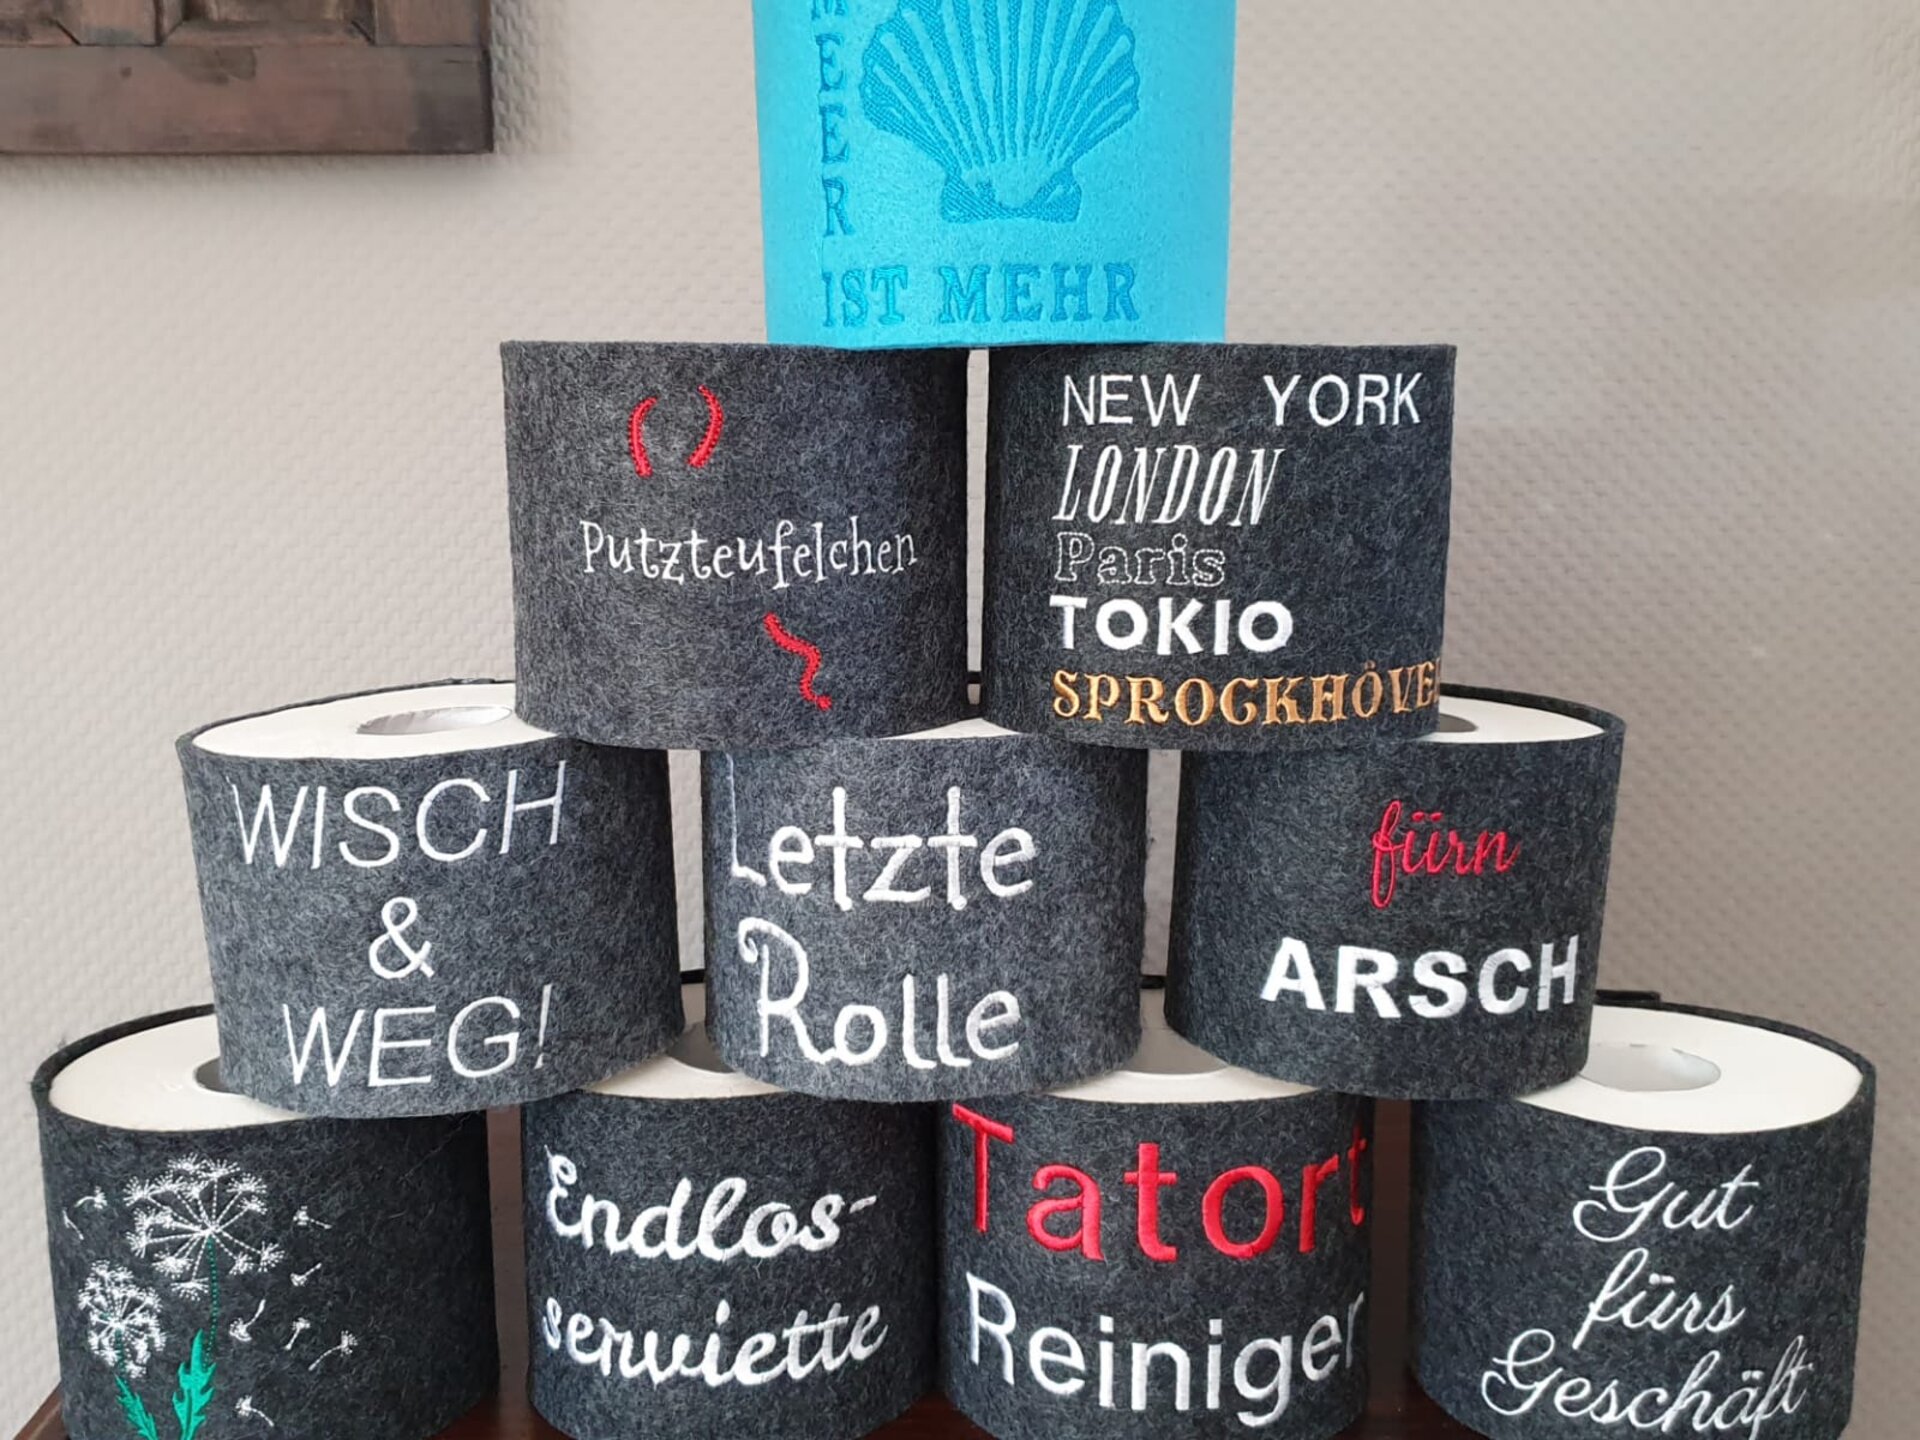 MEER
IST MEHR
Putzteufelchen
NEW YORK
LONDON
Paris
TOKIO
SPROCKHÖVEL
WISCH
&
WEG!
Letzte
Rolle
fürn
ARSCH
Endlos-
serviette
Tatort
Reiniger
Gut
fürs
Geschäft